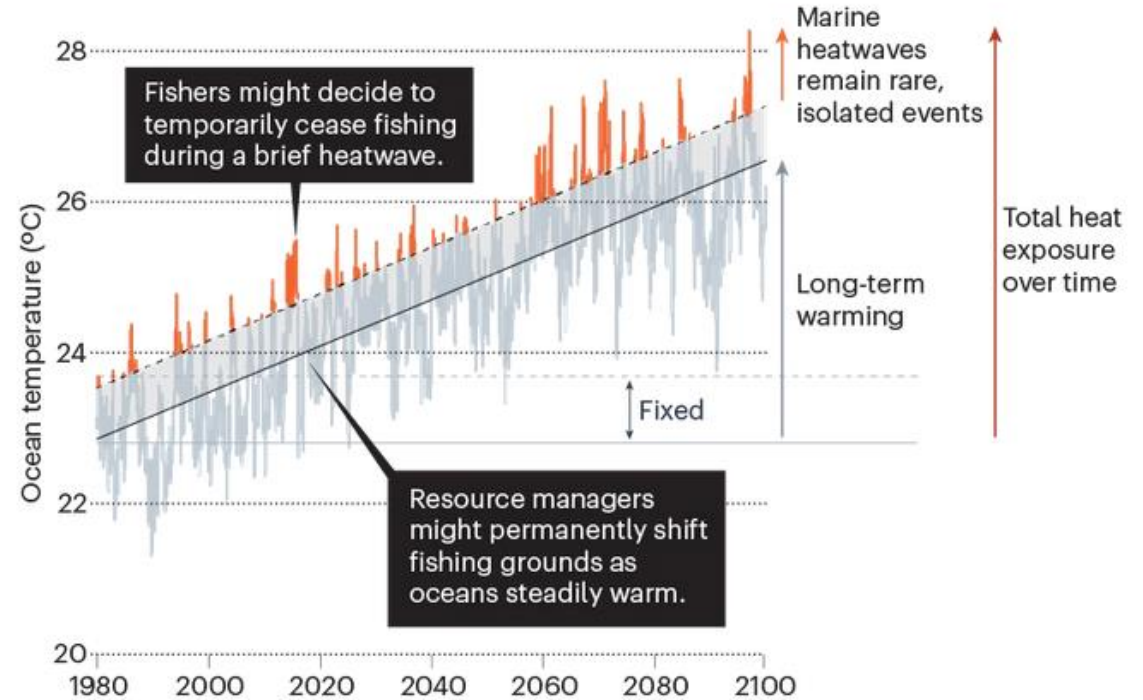 Ocean temperature (ºC)
28
26
24
22
20
1980
2000
2020
2040
2060
2080
2100
Fishers might decide to
temporarily cease fishing
during a brief heatwave.
Resource managers
might permanently shift
fishing grounds as
oceans steadily warm.
Fixed
Marine
heatwaves
remain rare,
isolated events
Long-term
warming
Total heat
exposure
over time